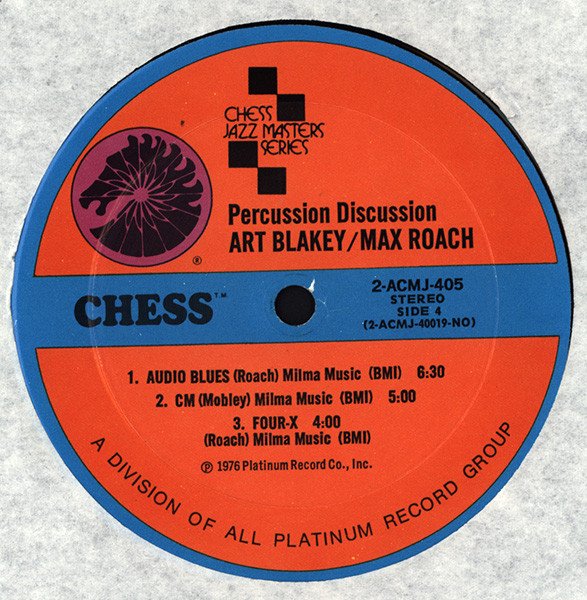 CHESS
JAZZ MASTERS
SERIES
®
Percussion Discussion
ART BLAKEY/MAX ROACH
CHESS™
2-ACMJ-405
STEREO
SIDE 4
(2-ACMJ-40019-NO)
1. AUDIO BLUES (Roach) Milma Music (BMI) 6:30
2. CM (Mobley) Milma Music (BMI) 5:00
3. FOUR-X 4:00
(Roach) Milma Music (BMI)
℗ 1976 Platinum Record Co., Inc.
A DIVISION OF ALL PLATINUM RECORD GROUP